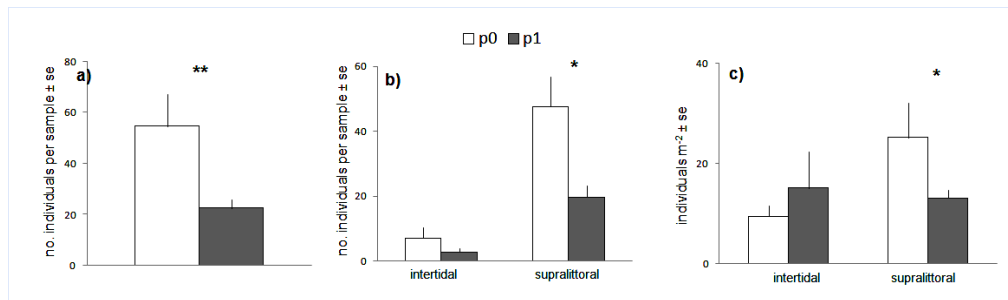 p0 p1
a)
**
80
60
40
20
0
no. individuals per sample ± se
b)
*
60
40
20
0
no. individuals per sample ± se
intertidal supralittoral
c)
*
40
20
0
individuals m⁻² ± se
intertidal supralittoral